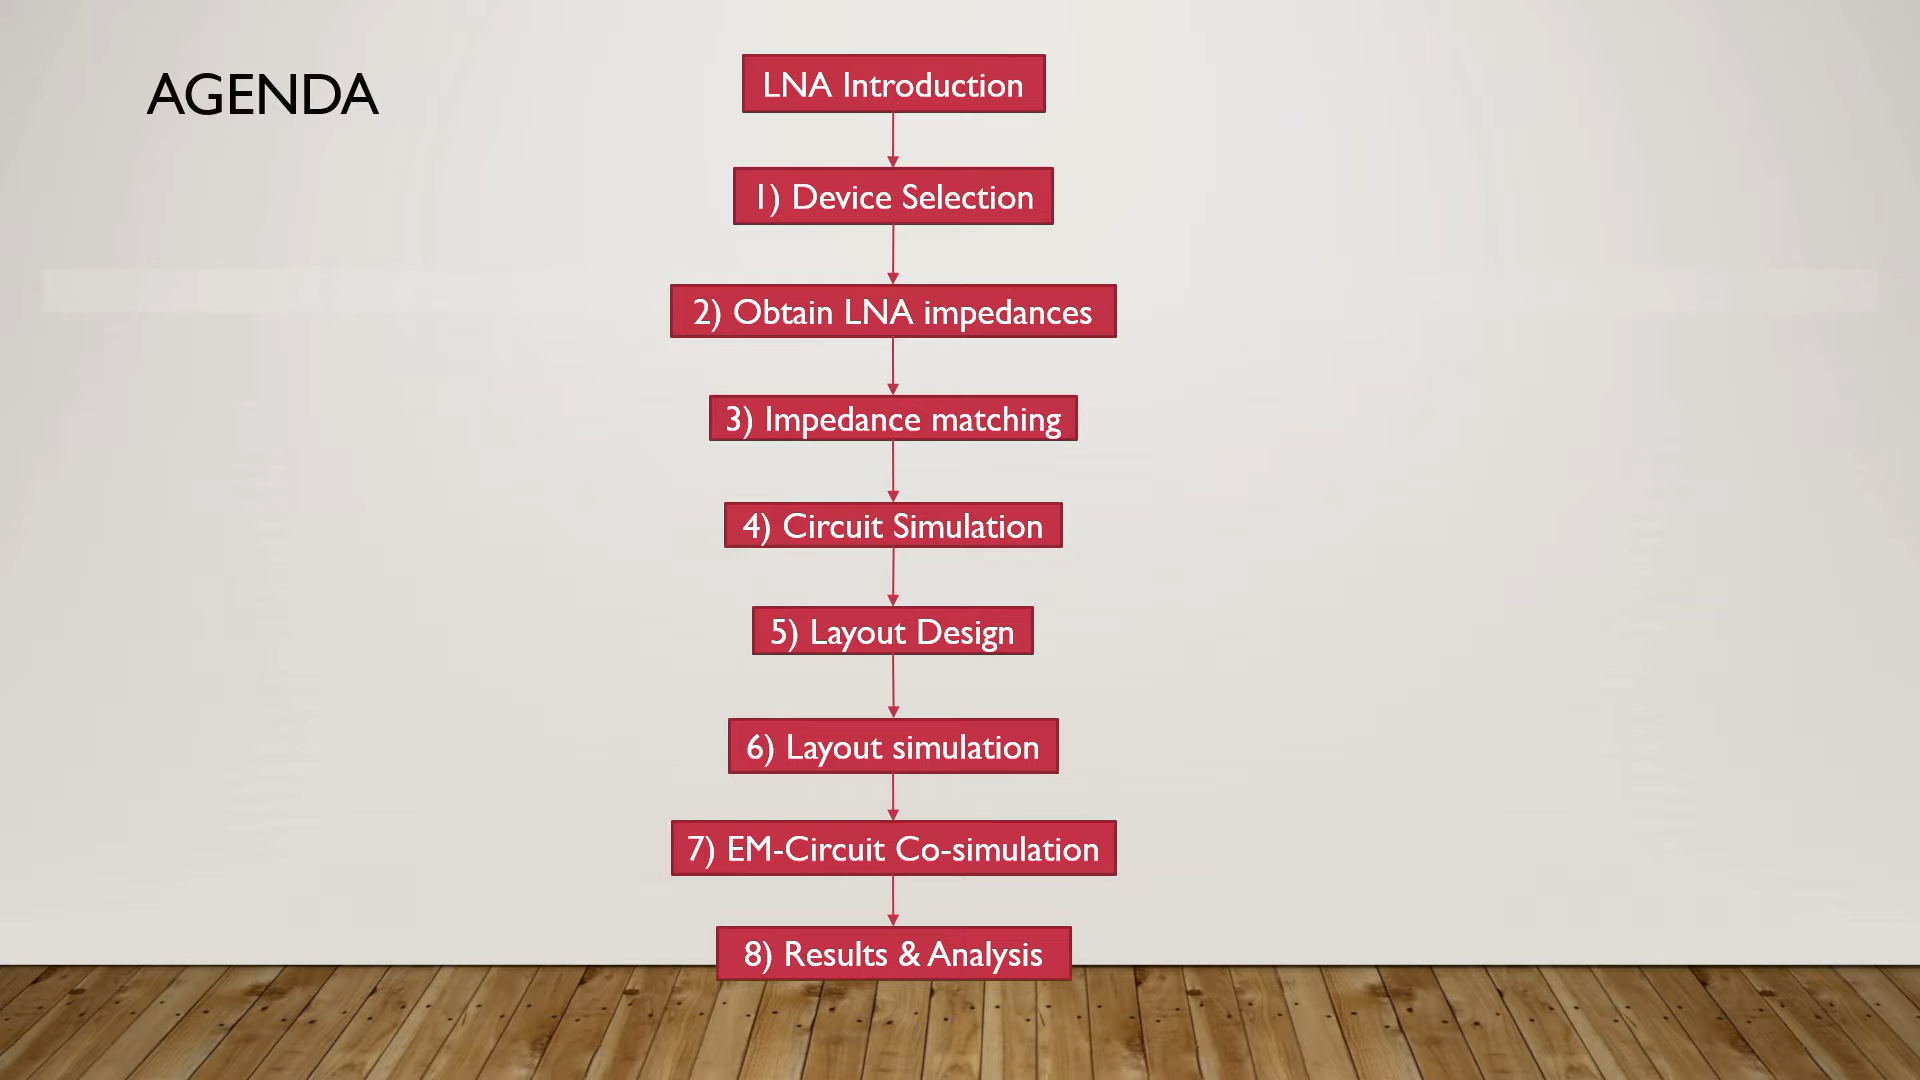 AGENDA
LNA Introduction
1) Device Selection
2) Obtain LNA impedances
3) Impedance matching
4) Circuit Simulation
5) Layout Design
6) Layout simulation
7) EM-Circuit Co-simulation
8) Results & Analysis